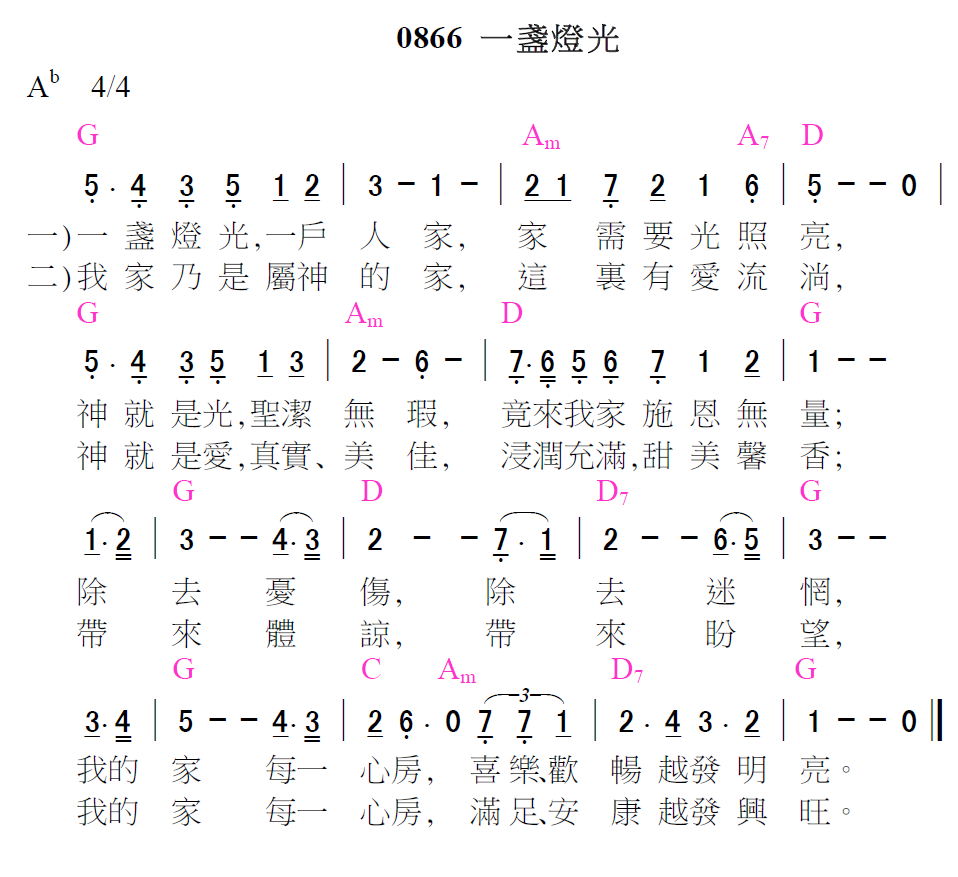 0866 一盞燈光
A♭ 4/4
G Am A7 D
5̣ · 4̣ 3̣ 5̣ 1 2 | 3 – 1 – | 2 1 7̣ 2 1 6̣ | 5̣ – – 0 |
一)一盞燈光,一戶人家, 家需要光照亮,
二)我家乃是屬神的家, 這裏有愛流淌,
G Am D G
5̣ · 4̣ 3̣ 5̣ 1 3 | 2 – 6̣ – | 7̣ · 6̣ 5̣ 6̣ 7̣ 1 2 | 1 – –
神就是光,聖潔無瑕, 竟來我家施恩無量;
神就是愛,真實、美佳, 浸潤充滿,甜美馨香;
G D D7 G
1 · 2 | 3 – – 4 · 3 | 2 – – 7̣ · 1 | 2 – – 6 · 5 | 3 – –
除去憂傷, 除去迷惘,
帶來體諒, 帶來盼望,
G C Am D7 G
3 · 4 | 5 – – 4 · 3 | 2 6̣ · 0 7̣ 7̣ 1 | 2 · 4 3 · 2 | 1 – – 0 ‖
我的家每一心房, 喜樂、歡暢越發明亮。
我的家每一心房, 滿足、安康越發興旺。